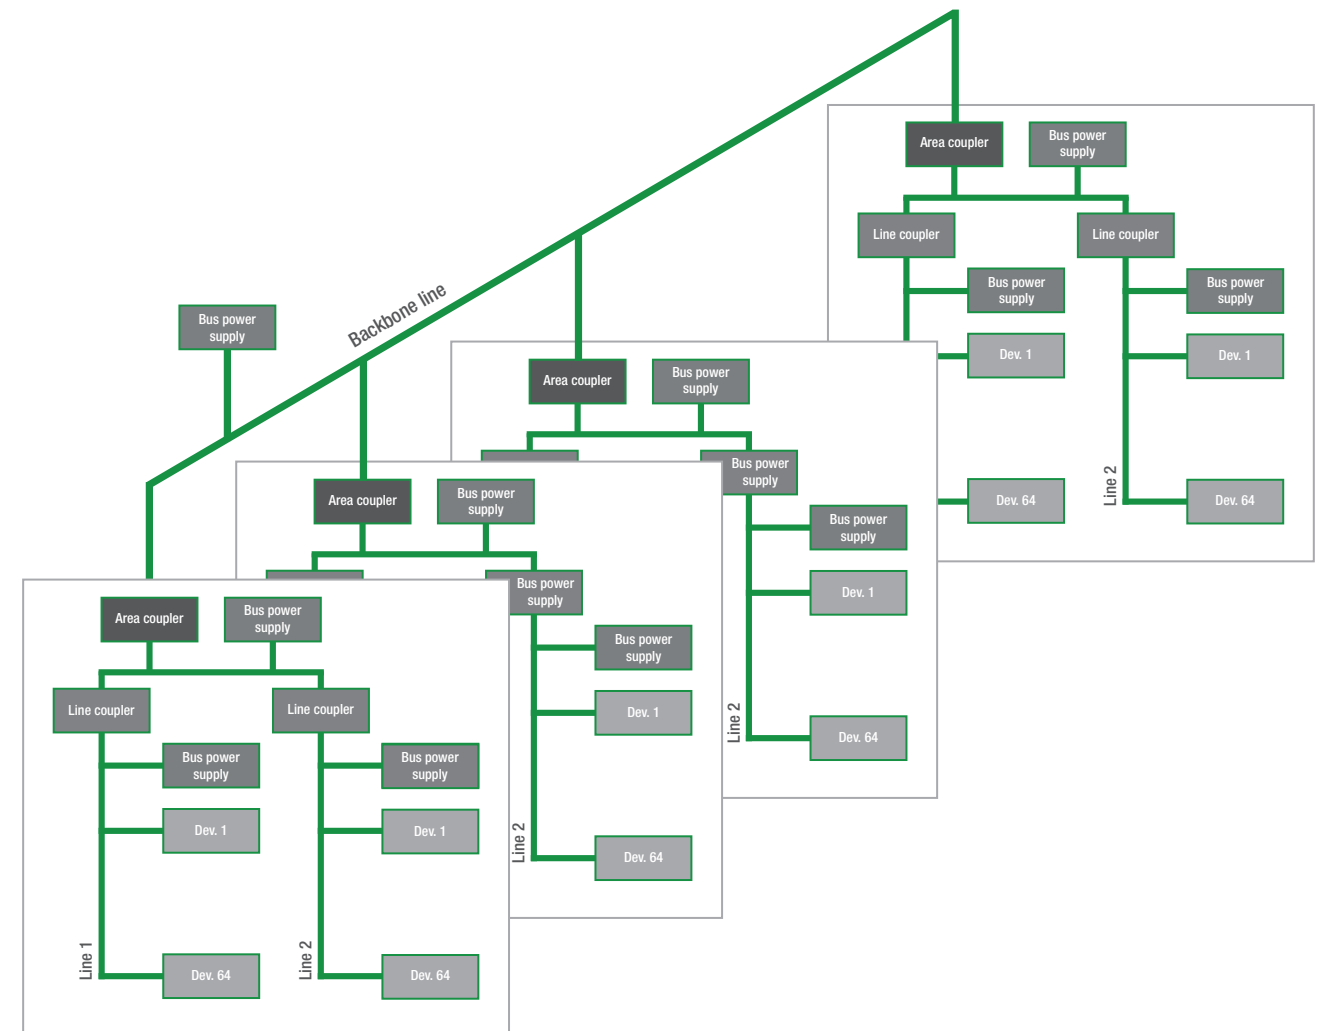 Area coupler
Bus power
supply
Line coupler
Line coupler
Bus power
supply
Bus power
supply
Dev. 1
Dev. 1
Line 2
Dev. 64
Dev. 64
Backbone line
Bus power
supply
Area coupler
Bus power
supply
Bus power
supply
Bus power
supply
Dev. 1
Line 2
Dev. 64
Area coupler
Bus power
supply
Bus power
supply
Bus power
supply
Dev. 1
Line 2
Dev. 64
Area coupler
Bus power
supply
Line coupler
Line coupler
Bus power
supply
Bus power
supply
Dev. 1
Dev. 1
Line 1
Dev. 64
Line 2
Dev. 64